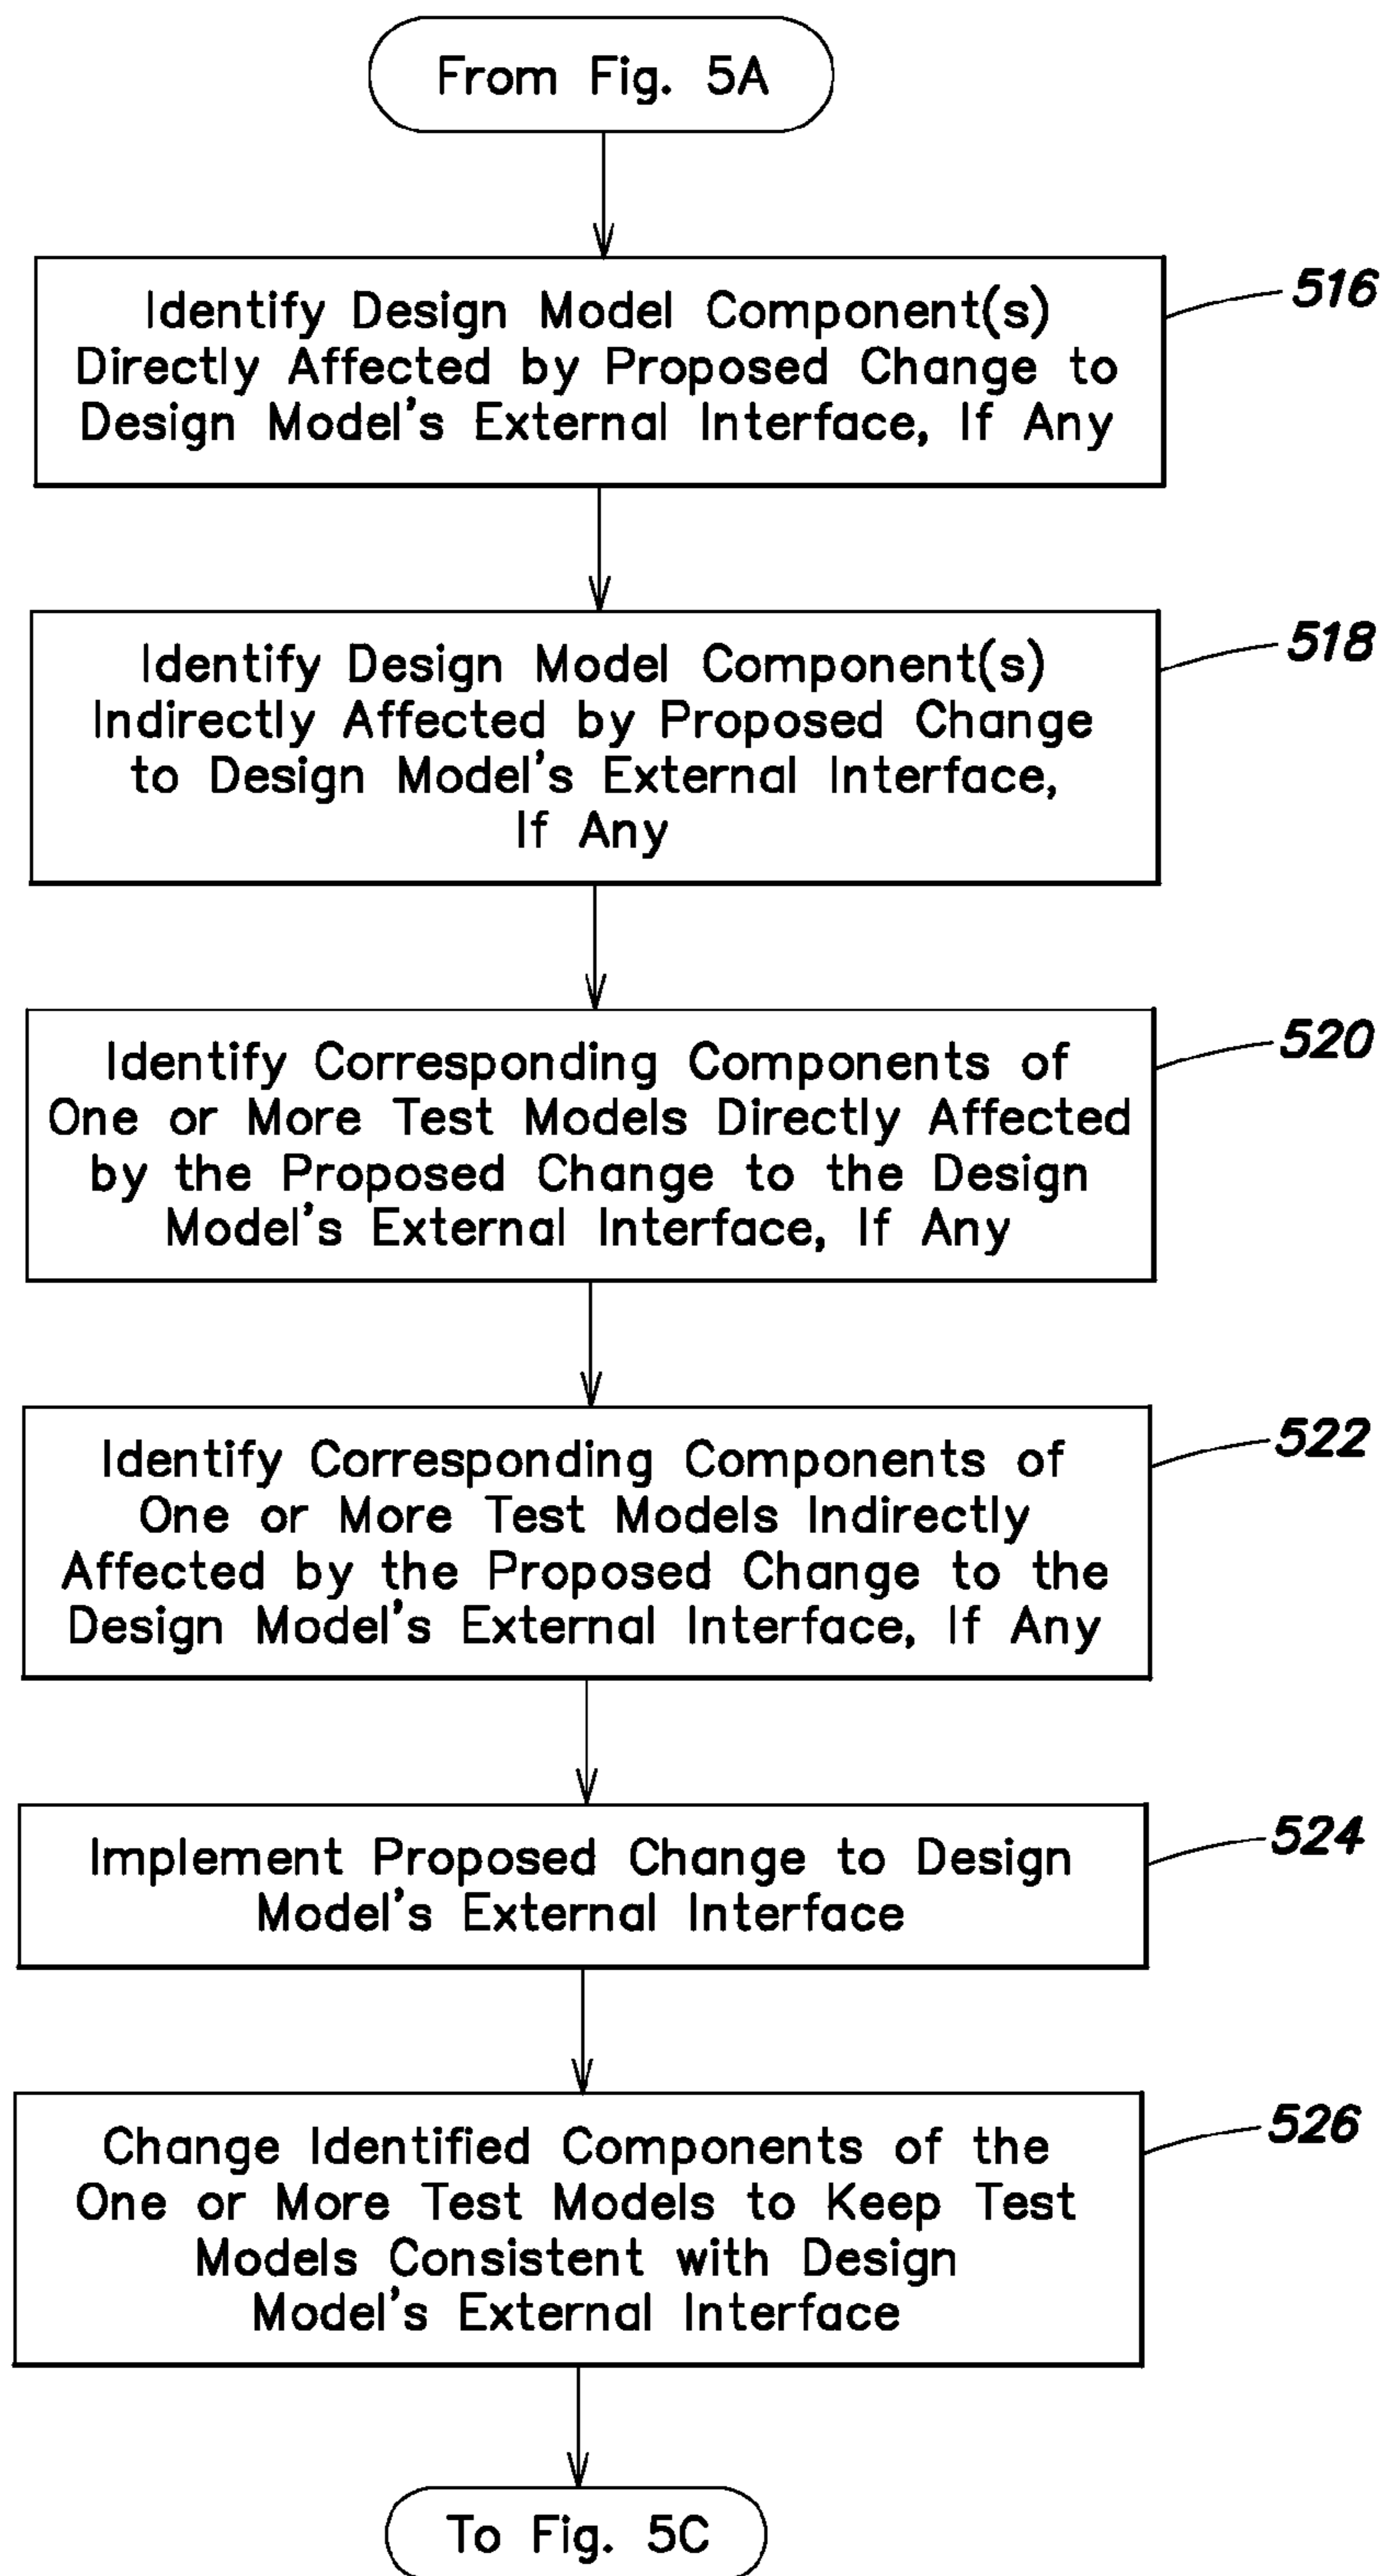 From Fig. 5A
516
Identify Design Model Component(s)
Directly Affected by Proposed Change to
Design Model's External Interface, If Any
518
Identify Design Model Component(s)
Indirectly Affected by Proposed Change
to Design Model's External Interface,
If Any
520
Identify Corresponding Components of
One or More Test Models Directly Affected
by the Proposed Change to the Design
Model's External Interface, If Any
522
Identify Corresponding Components of
One or More Test Models Indirectly
Affected by the Proposed Change to the
Design Model's External Interface, If Any
524
Implement Proposed Change to Design
Model's External Interface
526
Change Identified Components of the
One or More Test Models to Keep Test
Models Consistent with Design
Model's External Interface
To Fig. 5C